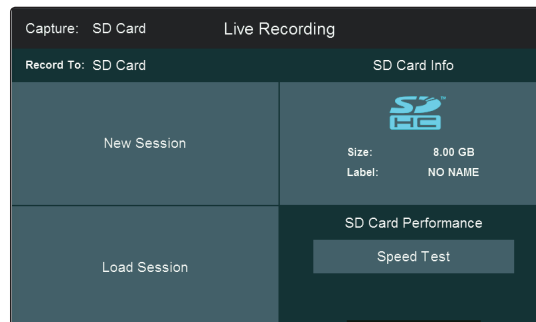 Capture: SD Card Live Recording
Record To: SD Card SD Card Info
New Session
SD HC ™
Size: 8.00 GB
Label: NO NAME
SD Card Performance
Speed Test
Load Session